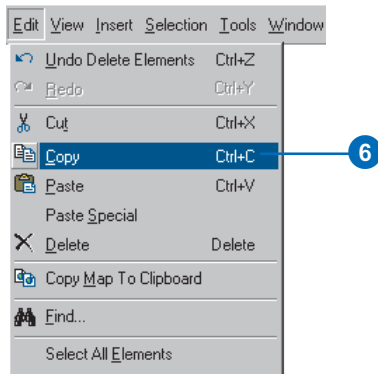 Edit View Insert Selection Tools Window
Undo Delete Elements Ctrl+Z
Redo Ctrl+Y
Cut Ctrl+X
Copy Ctrl+C 6
Paste Ctrl+V
Paste Special
Delete Delete
Copy Map To Clipboard
Find...
Select All Elements